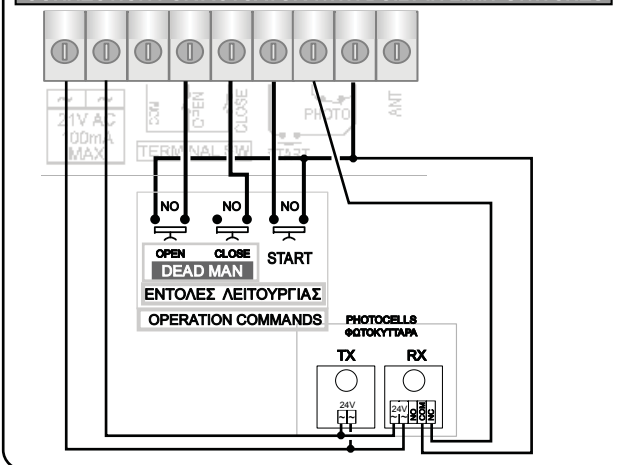 ~ ~
21V AC
100mA
MAX
COM
OPEN
CLOSE
TERMINAL SW
PHOTO
START
ANT
NO NO NO
OPEN CLOSE START
DEAD MAN
ΕΝΤΟΛΕΣ ΛΕΙΤΟΥΡΓΙΑΣ
OPERATION COMMANDS
PHOTOCELLS
ΦΩΤΟΚΥΤΤΑΡΑ
TX RX
24V 24V NO COM NC
~ ~ ~ ~